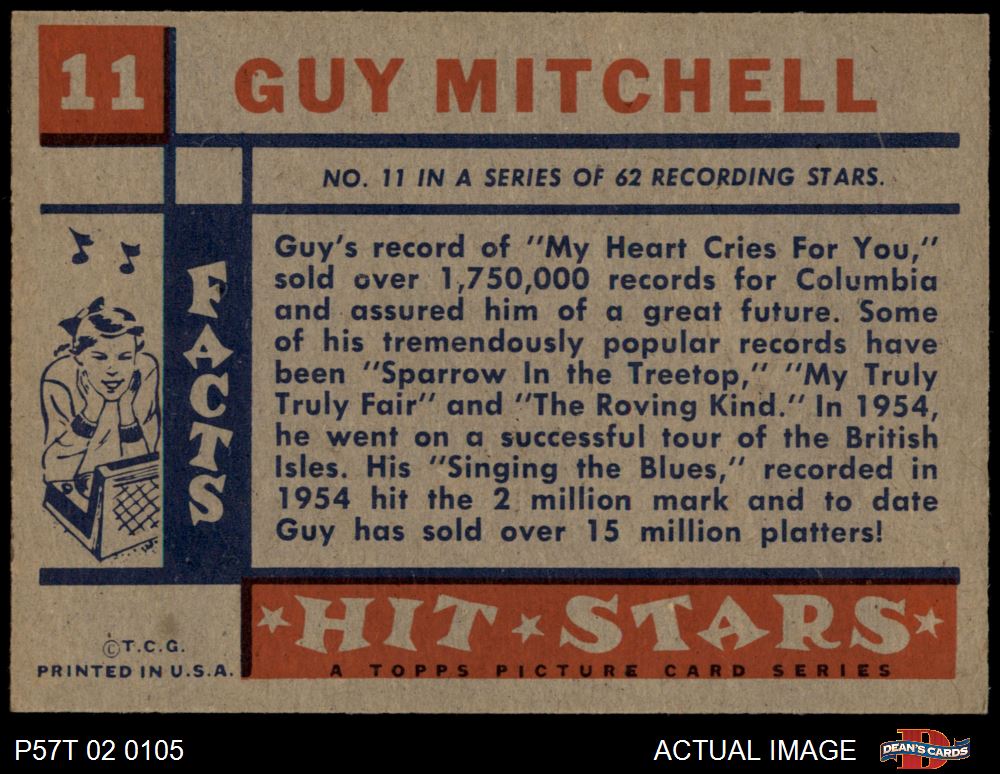 11
GUY MITCHELL
NO. 11 IN A SERIES OF 62 RECORDING STARS.
FACTS
Guy's record of "My Heart Cries For You,"
sold over 1,750,000 records for Columbia
and assured him of a great future. Some
of his tremendously popular records have
been "Sparrow In the Treetop," "My Truly
Truly Fair" and "The Roving Kind." In 1954,
he went on a successful tour of the British
Isles. His "Singing the Blues," recorded in
1954 hit the 2 million mark and to date
Guy has sold over 15 million platters!
HIT STARS
A TOPPS PICTURE CARD SERIES
©T.C.G.
PRINTED IN U.S.A.
P57T 02 0105
ACTUAL IMAGE
DEAN'S CARDS